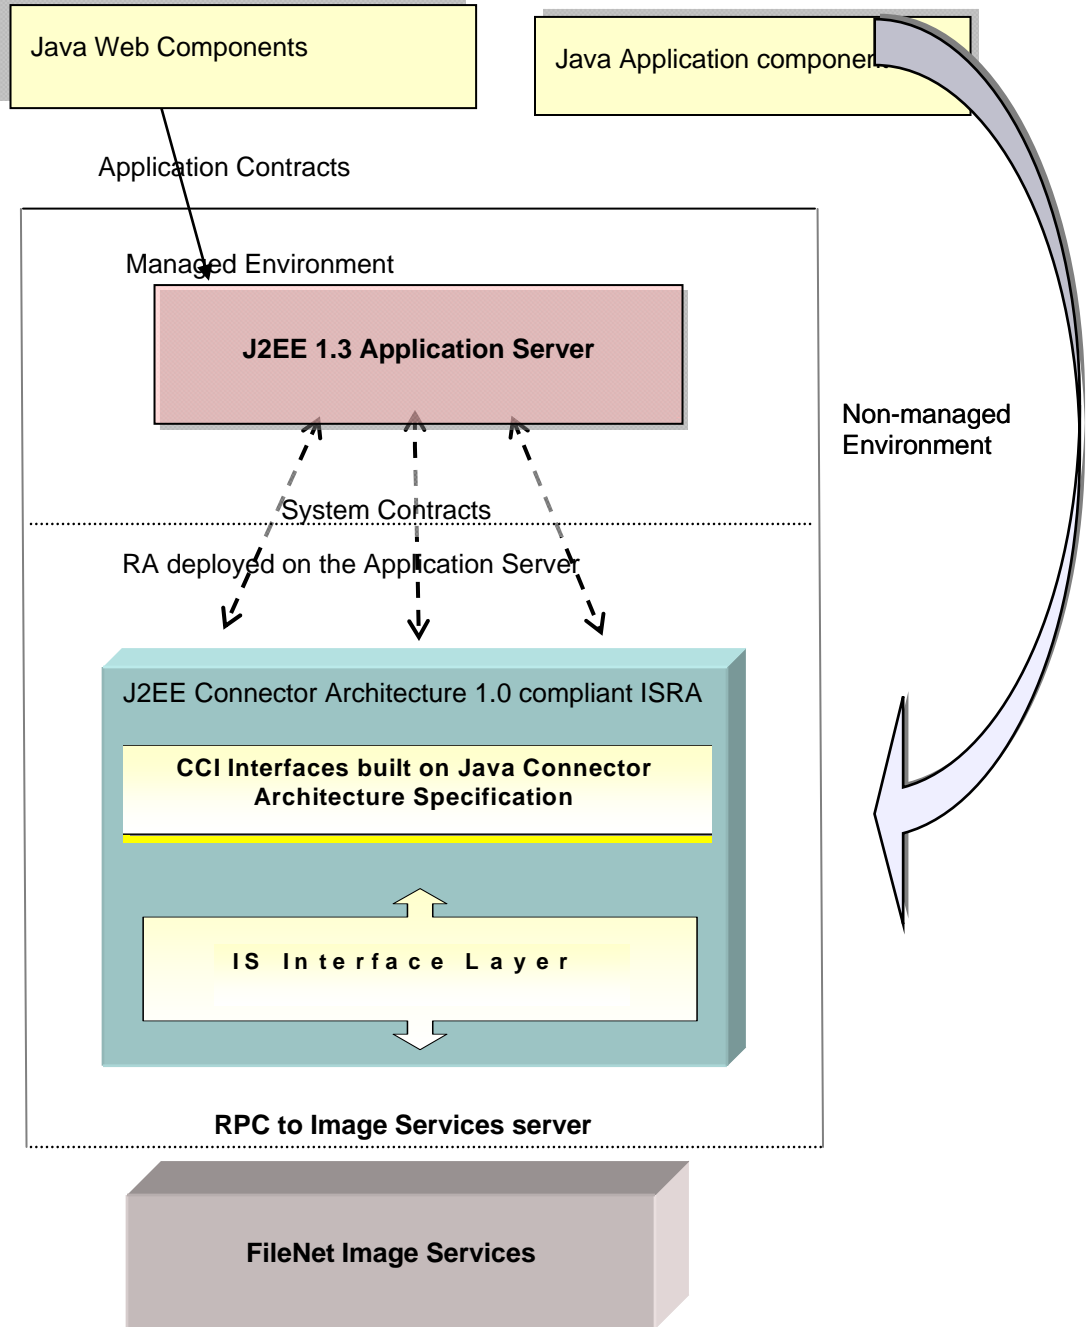 Java Web Components
Java Application component
Application Contracts
Managed Environment
J2EE 1.3 Application Server
Non-managed
Environment
System Contracts
RA deployed on the Application Server
J2EE Connector Architecture 1.0 compliant ISRA
CCI Interfaces built on Java Connector
Architecture Specification
IS Interface Layer
RPC to Image Services server
FileNet Image Services